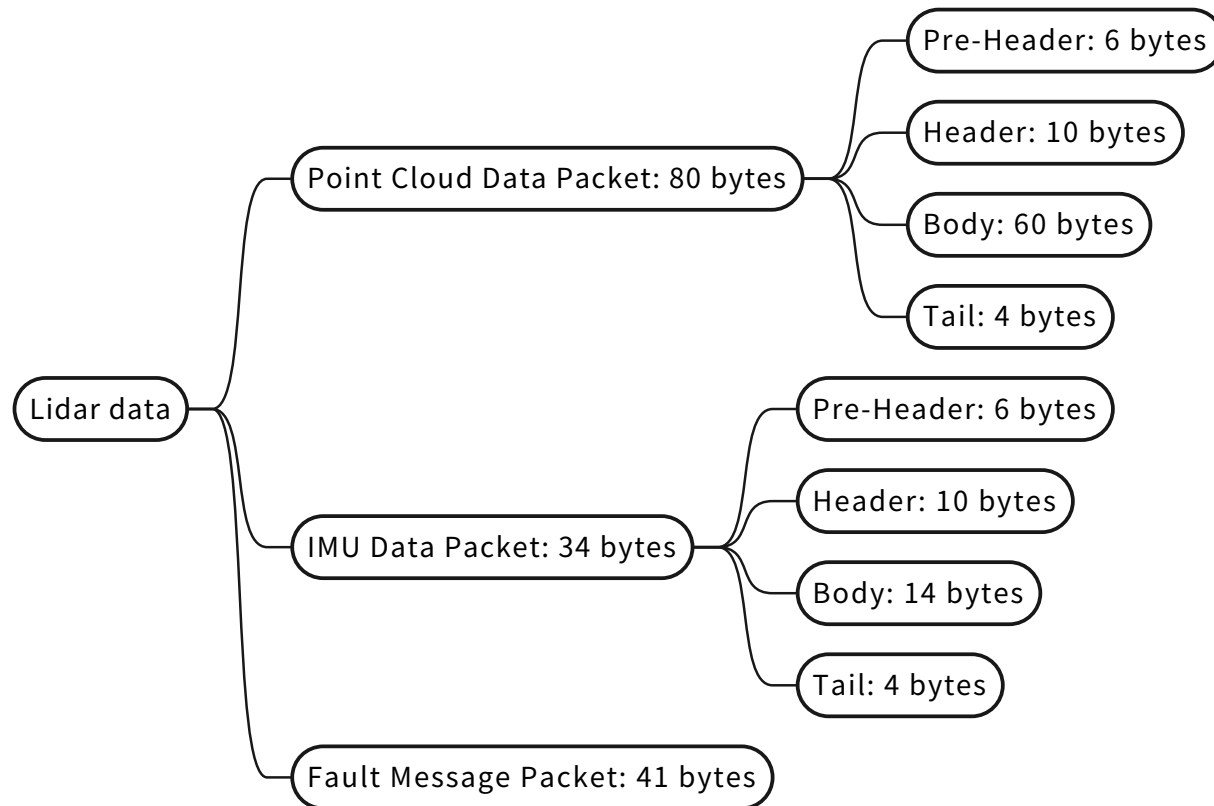 Lidar data
Point Cloud Data Packet: 80 bytes
Pre-Header: 6 bytes
Header: 10 bytes
Body: 60 bytes
Tail: 4 bytes
IMU Data Packet: 34 bytes
Pre-Header: 6 bytes
Header: 10 bytes
Body: 14 bytes
Tail: 4 bytes
Fault Message Packet: 41 bytes